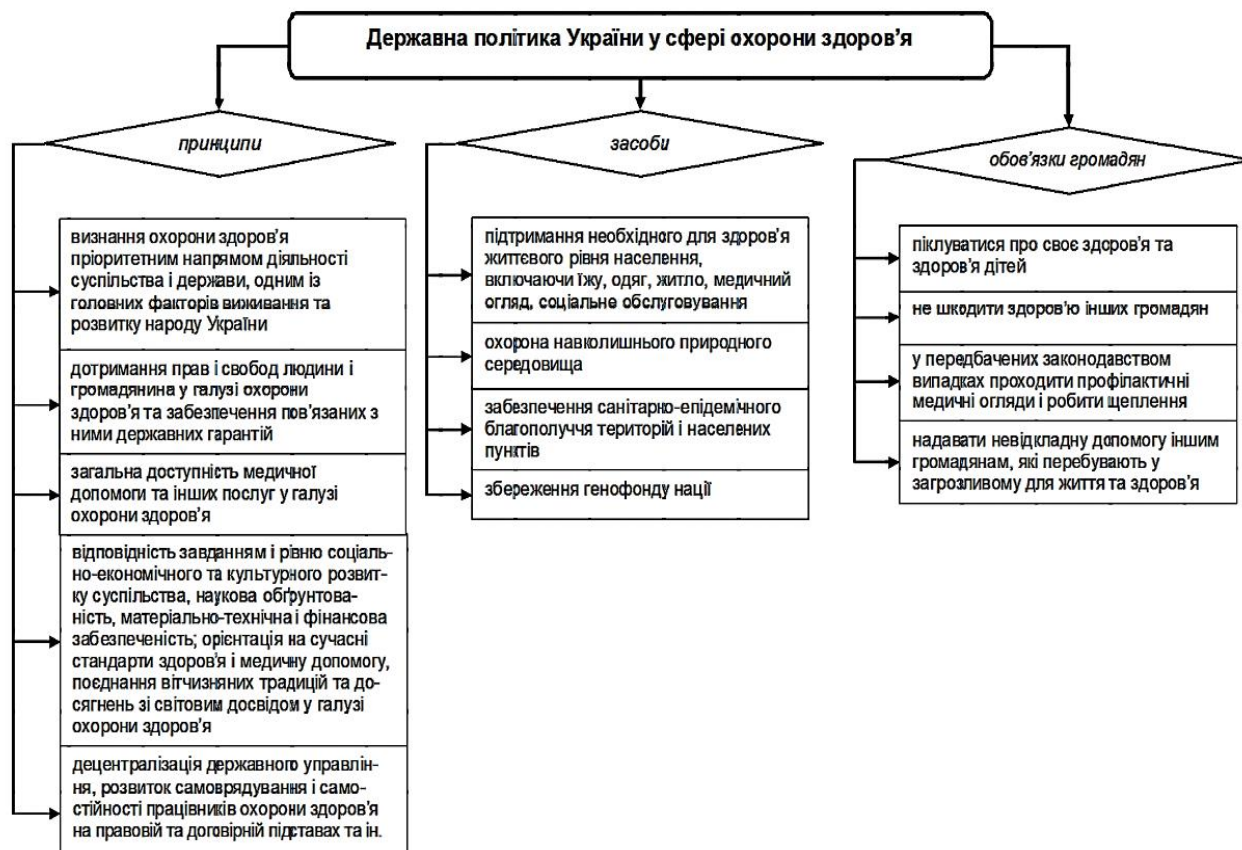 Державна політика України у сфері охорони здоров'я
принципи
визнання охорони здоров'я
пріоритетним напрямом діяльності
суспільства і держави, одним із
головних факторів виживання та
розвитку народу України
дотримання прав і свобод людини і
громадянина у галузі охорони
здоров'я та забезпечення пов'язаних з
ними державних гарантій
загальна доступність медичної
допомоги та інших послуг у галузі
охорони здоров'я
відповідність завданням і рівню соціаль-
но-економічного та культурного розвит-
ку суспільства, наукова обґрунтова-
ність, матеріально-технічна і фінансова
забезпеченість; орієнтація на сучасні
стандарти здоров'я і медичну допомогу,
поєднання вітчизняних традицій та до-
сягнень зі світовим досвідом у галузі
охорони здоров'я
децентралізація державного управлін-
ня, розвиток самоврядування і само-
стійності працівників охорони здоров'я
на правовій та договірній підставах та ін.
засоби
підтримання необхідного для здоров'я
життєвого рівня населення,
включаючи їжу, одяг, житло, медичний
огляд, соціальне обслуговування
охорона навколишнього природного
середовища
забезпечення санітарно-епідемічного
благополуччя територій і населених
пунктів
збереження генофонду нації
обов'язки громадян
піклуватися про своє здоров'я та
здоров'я дітей
не шкодити здоров'ю інших громадян
у передбачених законодавством
випадках проходити профілактичні
медичні огляди і робити щеплення
надавати невідкладну допомогу іншим
громадянам, які перебувають у
загрозливому для життя та здоров'я